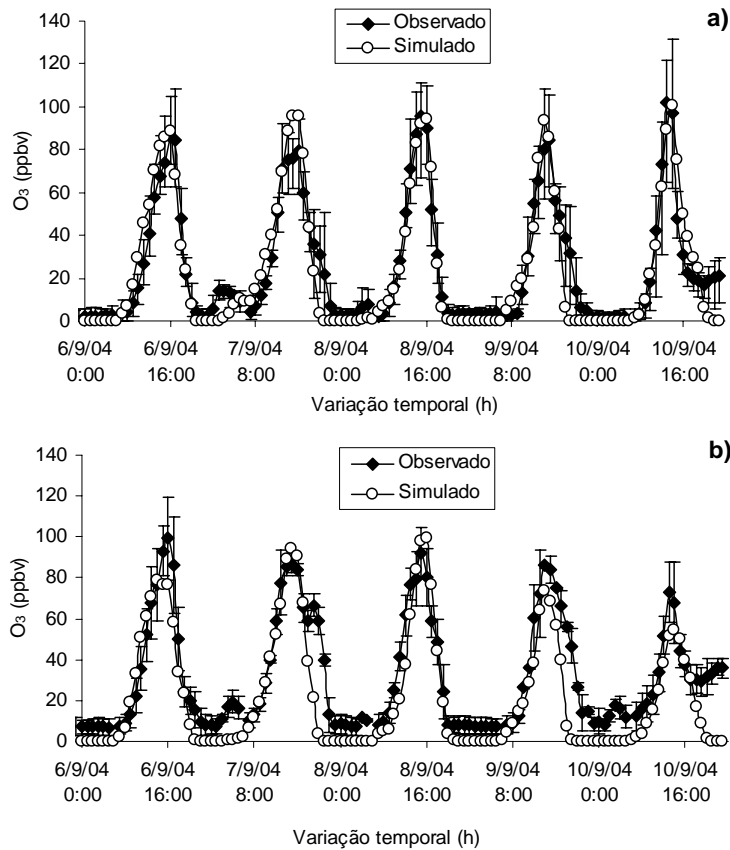 a)
Observado
Simulado
O₃ (ppbv)
140
120
100
80
60
40
20
0
6/9/04 6/9/04 7/9/04 8/9/04 8/9/04 9/9/04 10/9/04 10/9/04
0:00 16:00 8:00 0:00 16:00 8:00 0:00 16:00
Variação temporal (h)
b)
Observado
Simulado
O₃ (ppbv)
140
120
100
80
60
40
20
0
6/9/04 6/9/04 7/9/04 8/9/04 8/9/04 9/9/04 10/9/04 10/9/04
0:00 16:00 8:00 0:00 16:00 8:00 0:00 16:00
Variação temporal (h)